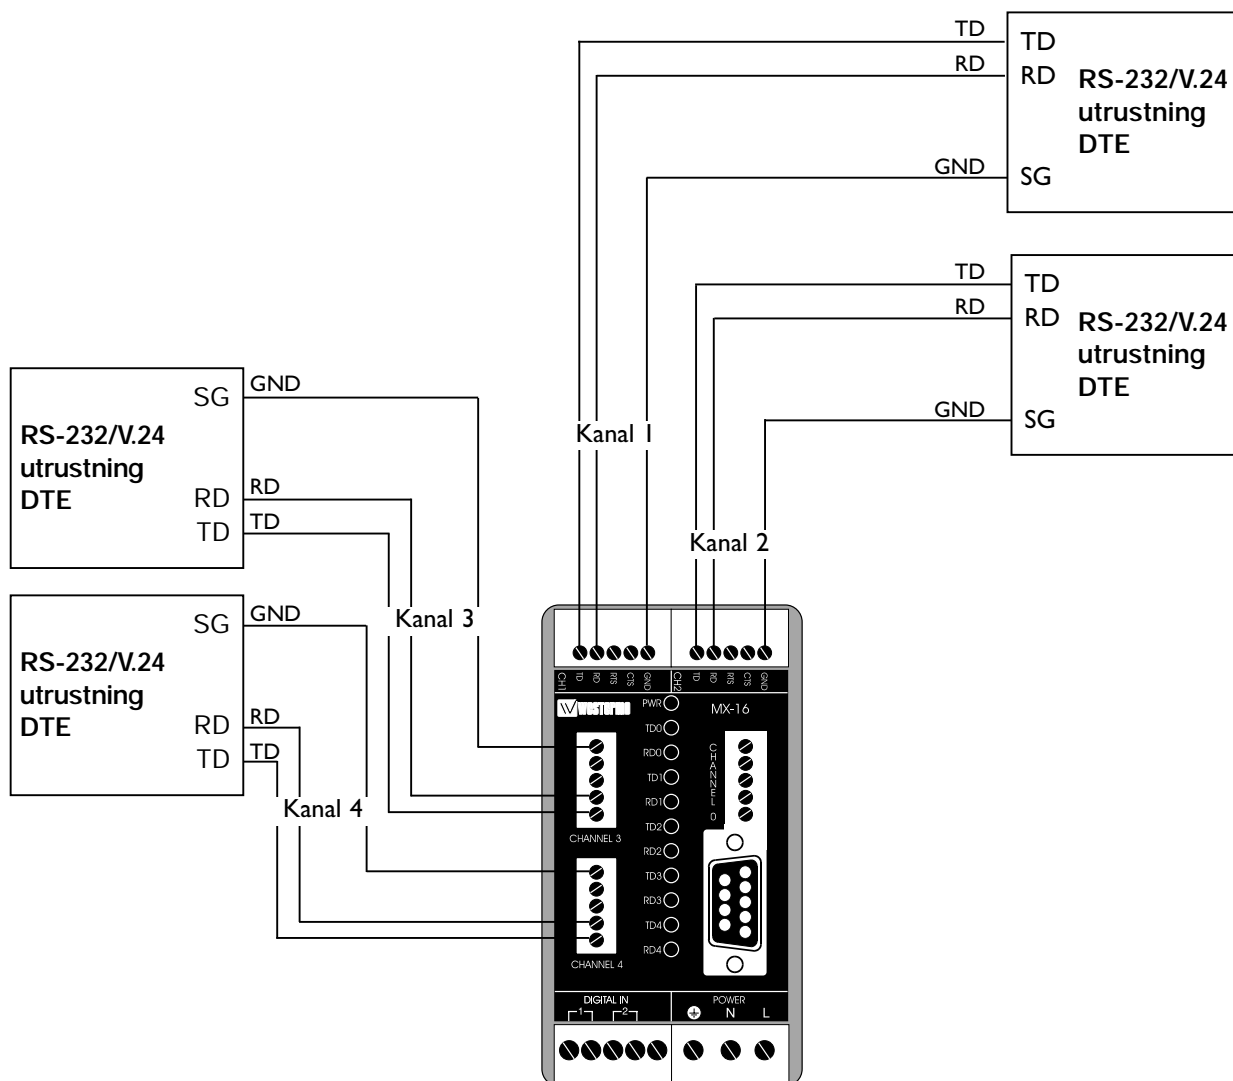 TD
TD
RD
RD
RS-232/V.24
utrustning
DTE
GND
SG
TD
TD
RD
RD
RS-232/V.24
utrustning
DTE
GND
SG
SG
GND
RS-232/V.24
utrustning
DTE
RD
RD
TD
TD
SG
GND
RS-232/V.24
utrustning
DTE
RD
RD
TD
TD
Kanal 1
Kanal 2
Kanal 3
Kanal 4
CH1
TD
RD
RTS
CTS
GND
CH2
TD
RD
RTS
CTS
GND
WESTERMO
MX-16
PWR
TD0
RD0
TD1
RD1
TD2
RD2
TD3
RD3
TD4
RD4
CHANNEL 0
CHANNEL 3
CHANNEL 4
DIGITAL IN
1 2
POWER
N L